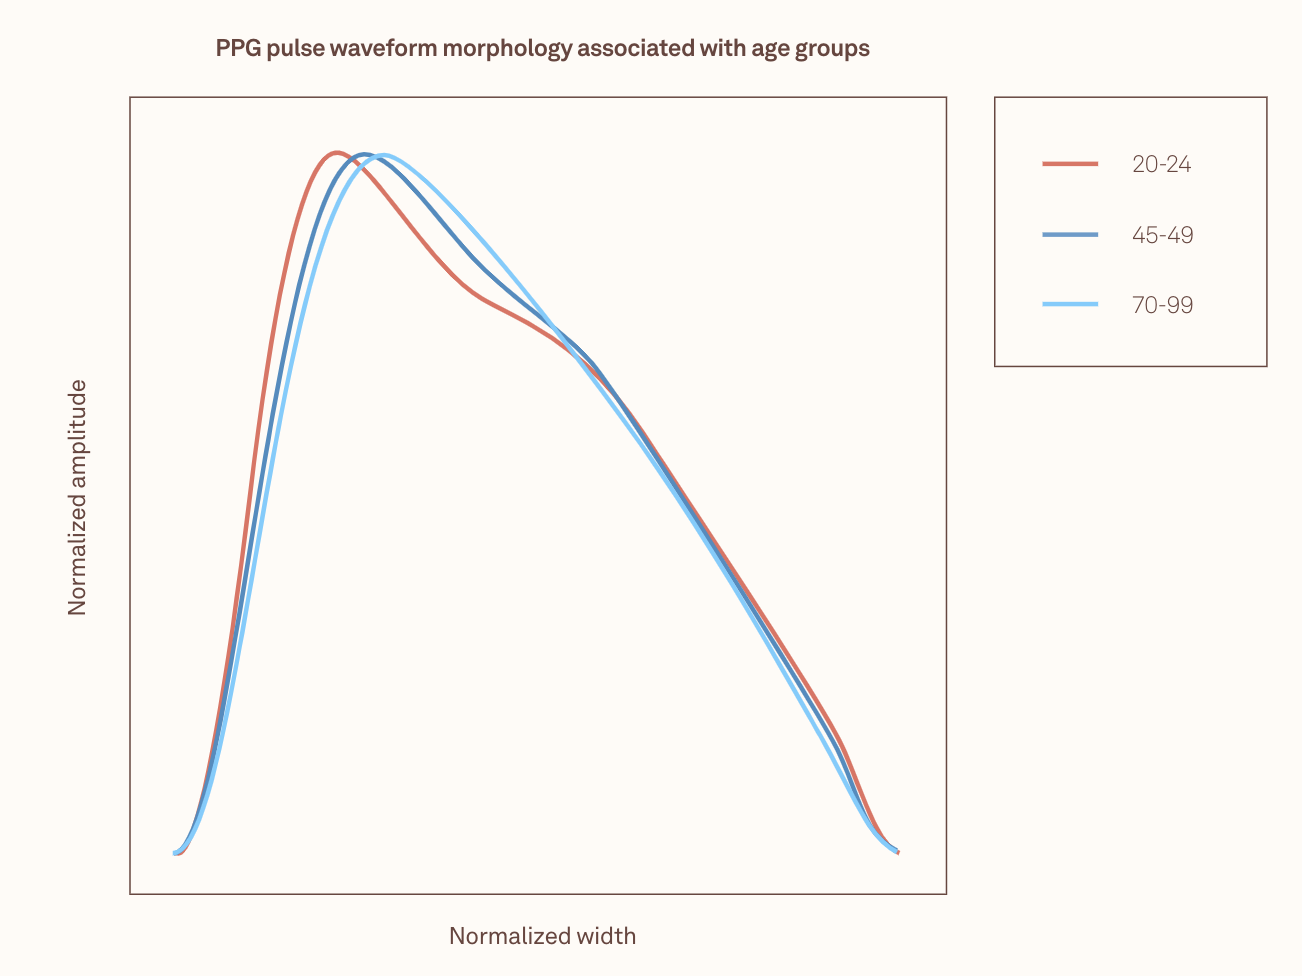 PPG pulse waveform morphology associated with age groups
20-24
45-49
70-99
Normalized amplitude
Normalized width